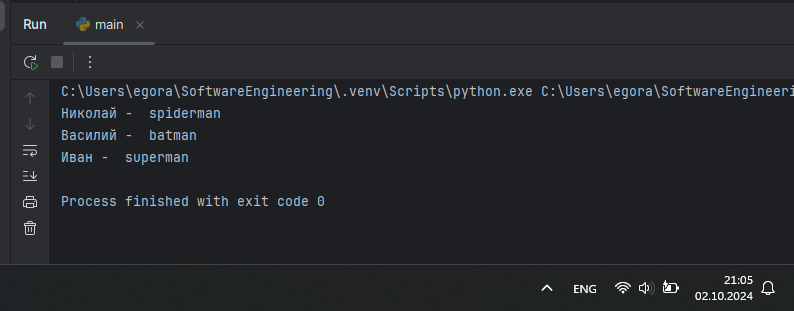 Run main
C:\Users\egora\SoftwareEngineering\.venv\Scripts\python.exe C:\Users\egora\SoftwareEngineeri
Николай -  spiderman
Василий -  batman
Иван -  superman
Process finished with exit code 0
ENG
21:05
02.10.2024